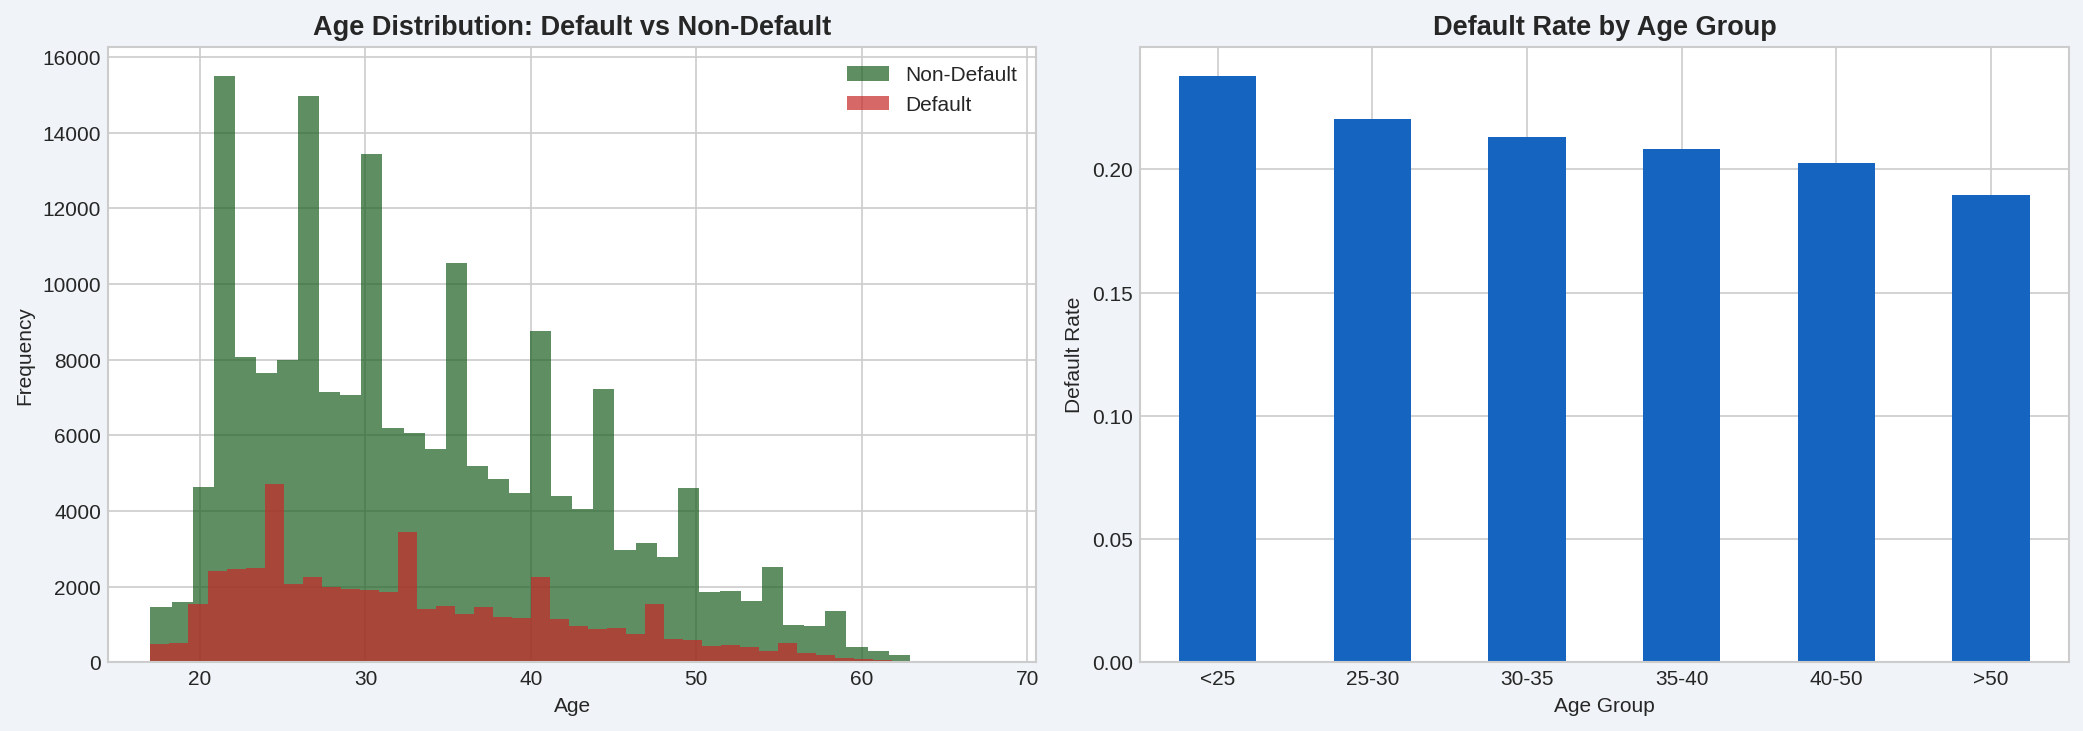 Age Distribution: Default vs Non-Default
16000
14000
12000
10000
8000
6000
4000
2000
0
Frequency
Non-Default
Default
20 30 40 50 60 70
Age
Default Rate by Age Group
0.20
0.15
0.10
0.05
0.00
Default Rate
<25 25-30 30-35 35-40 40-50 >50
Age Group